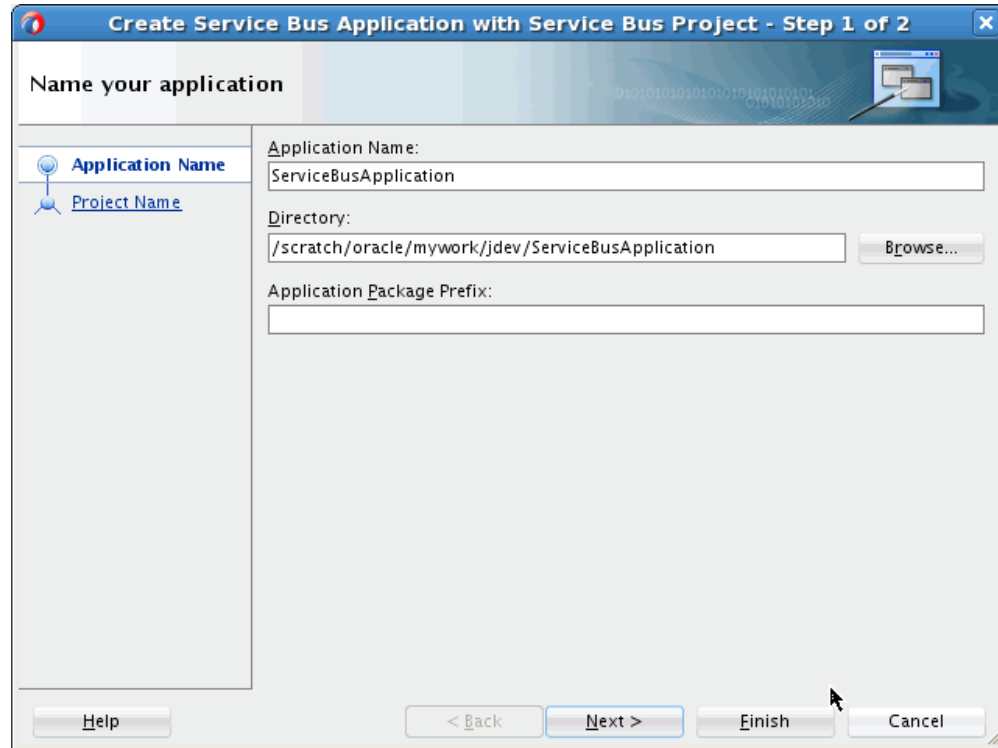 Create Service Bus Application with Service Bus Project - Step 1 of 2
Name your application
Application Name
Project Name
Application Name:
ServiceBusApplication
Directory:
/scratch/oracle/mywork/jdev/ServiceBusApplication
Browse...
Application Package Prefix:
Help
< Back
Next >
Finish
Cancel